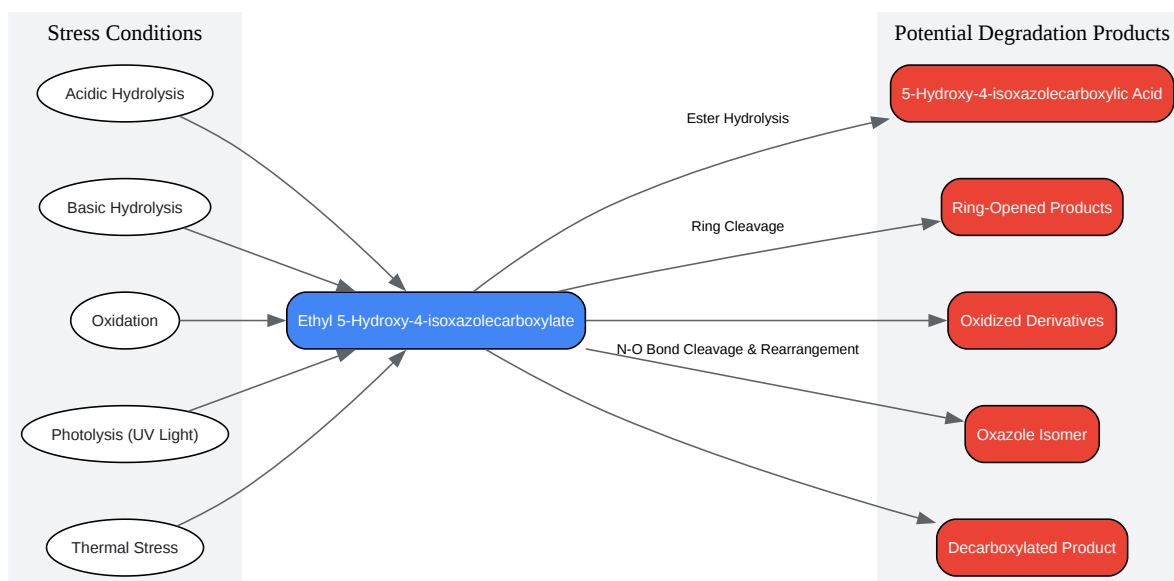 Stress Conditions
Potential Degradation Products
Acidic Hydrolysis
5-Hydroxy-4-isoxazolecarboxylic Acid
Ester Hydrolysis
Basic Hydrolysis
Ring-Opened Products
Ring Cleavage
Oxidation
Ethyl 5-Hydroxy-4-isoxazolecarboxylate
Oxidized Derivatives
N-O Bond Cleavage & Rearrangement
Photolysis (UV Light)
Oxazole Isomer
Thermal Stress
Decarboxylated Product